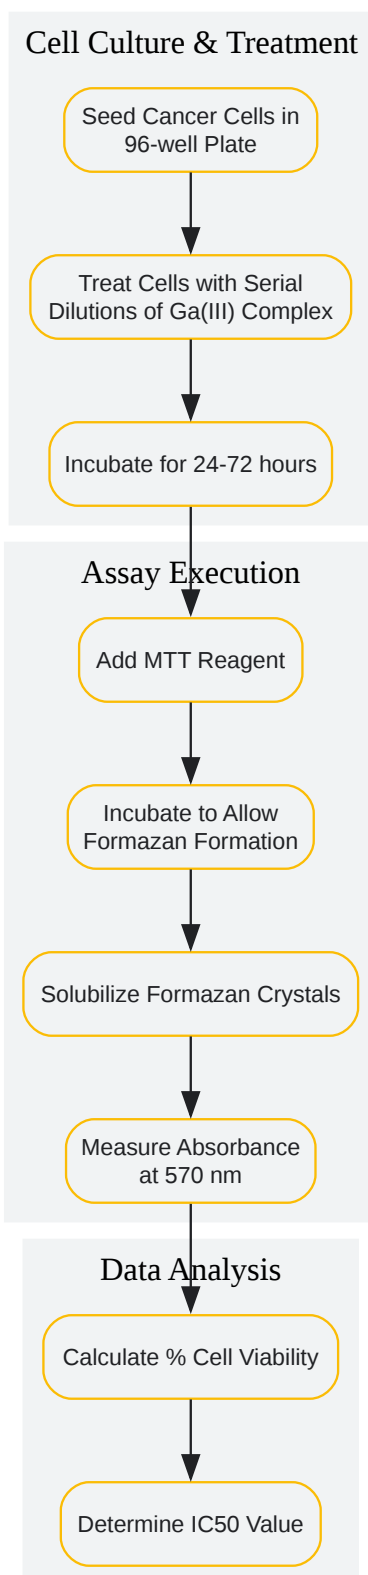 Cell Culture & Treatment
Seed Cancer Cells in
96-well Plate
Treat Cells with Serial
Dilutions of Ga(III) Complex
Incubate for 24-72 hours
Assay Execution
Add MTT Reagent
Incubate to Allow
Formazan Formation
Solubilize Formazan Crystals
Measure Absorbance
at 570 nm
Data Analysis
Calculate % Cell Viability
Determine IC50 Value